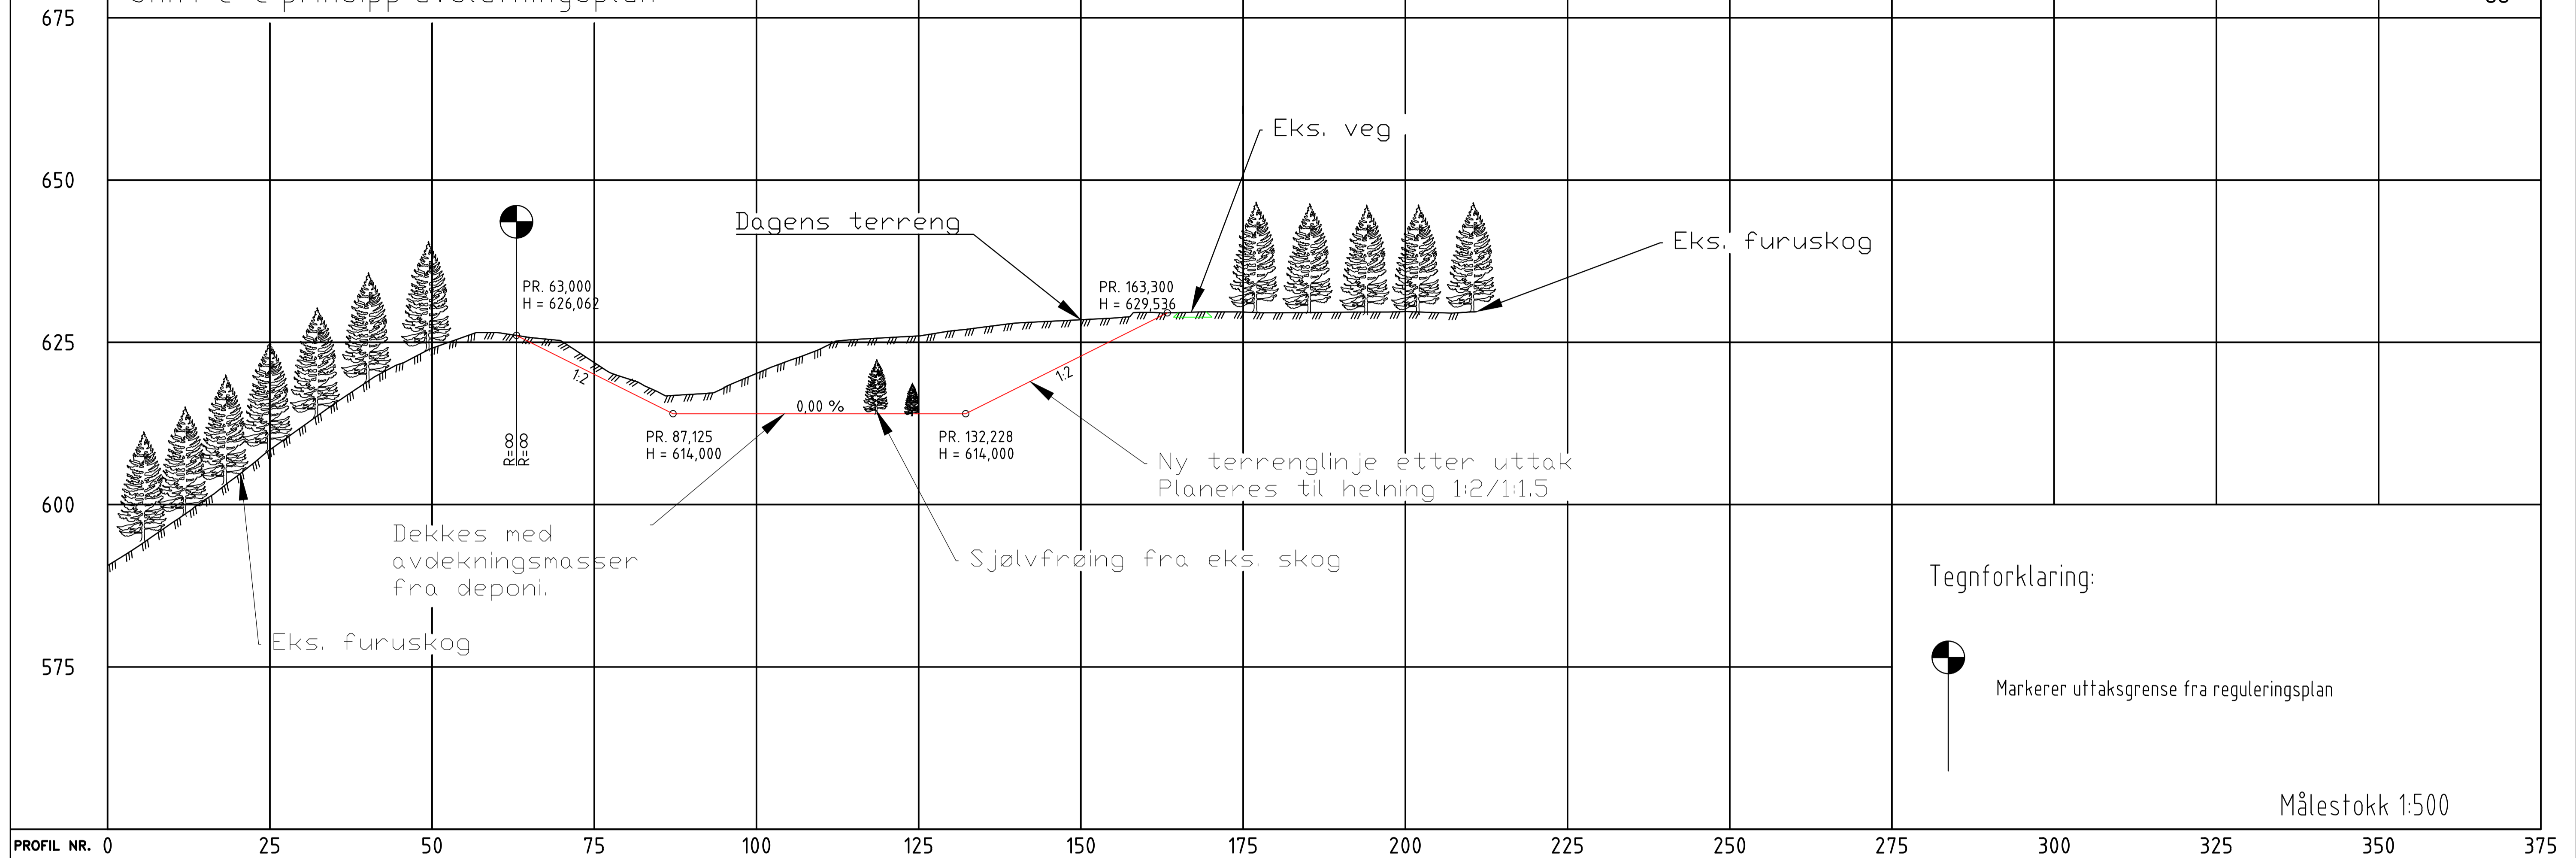 675
650
Eks. veg
Dagens terreng
Eks. furuskog
PR. 63,000
H = 626,062
PR. 163,300
H = 629,536
625
1:2
1:2
0,00 %
R=∞
R=∞
PR. 87,125
H = 614,000
PR. 132,228
H = 614,000
Ny terrenglinje etter uttak
Planeres til helning 1:2/1:1.5
600
Dekkes med
avdekningsmasser
fra deponi.
Sjølvfrøing fra eks. skog
Eks. furuskog
575
Tegnforklaring:
Markerer uttaksgrense fra reguleringsplan
Målestokk 1:500
PROFIL NR. 0 25 50 75 100 125 150 175 200 225 250 275 300 325 350 375